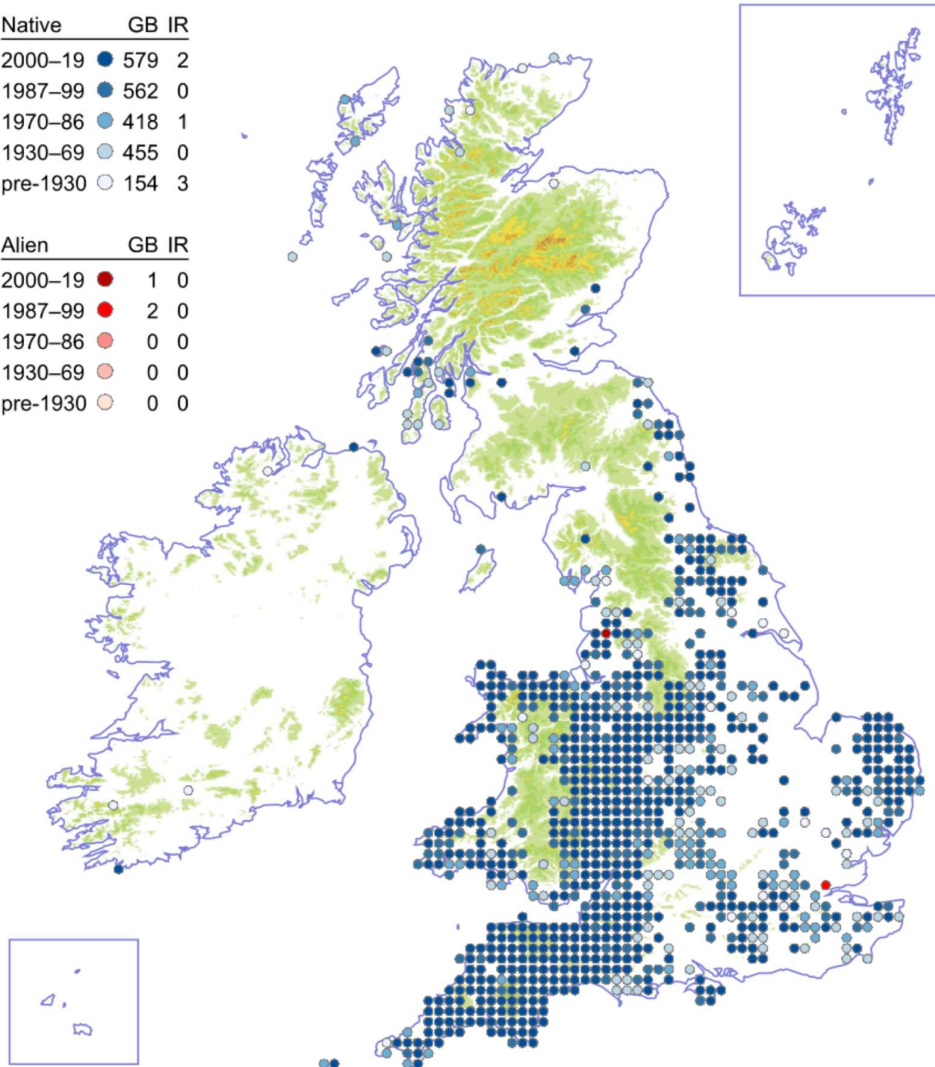 Native GB IR
2000–19 579 2
1987–99 562 0
1970–86 418 1
1930–69 455 0
pre-1930 154 3
Alien GB IR
2000–19 1 0
1987–99 2 0
1970–86 0 0
1930–69 0 0
pre-1930 0 0